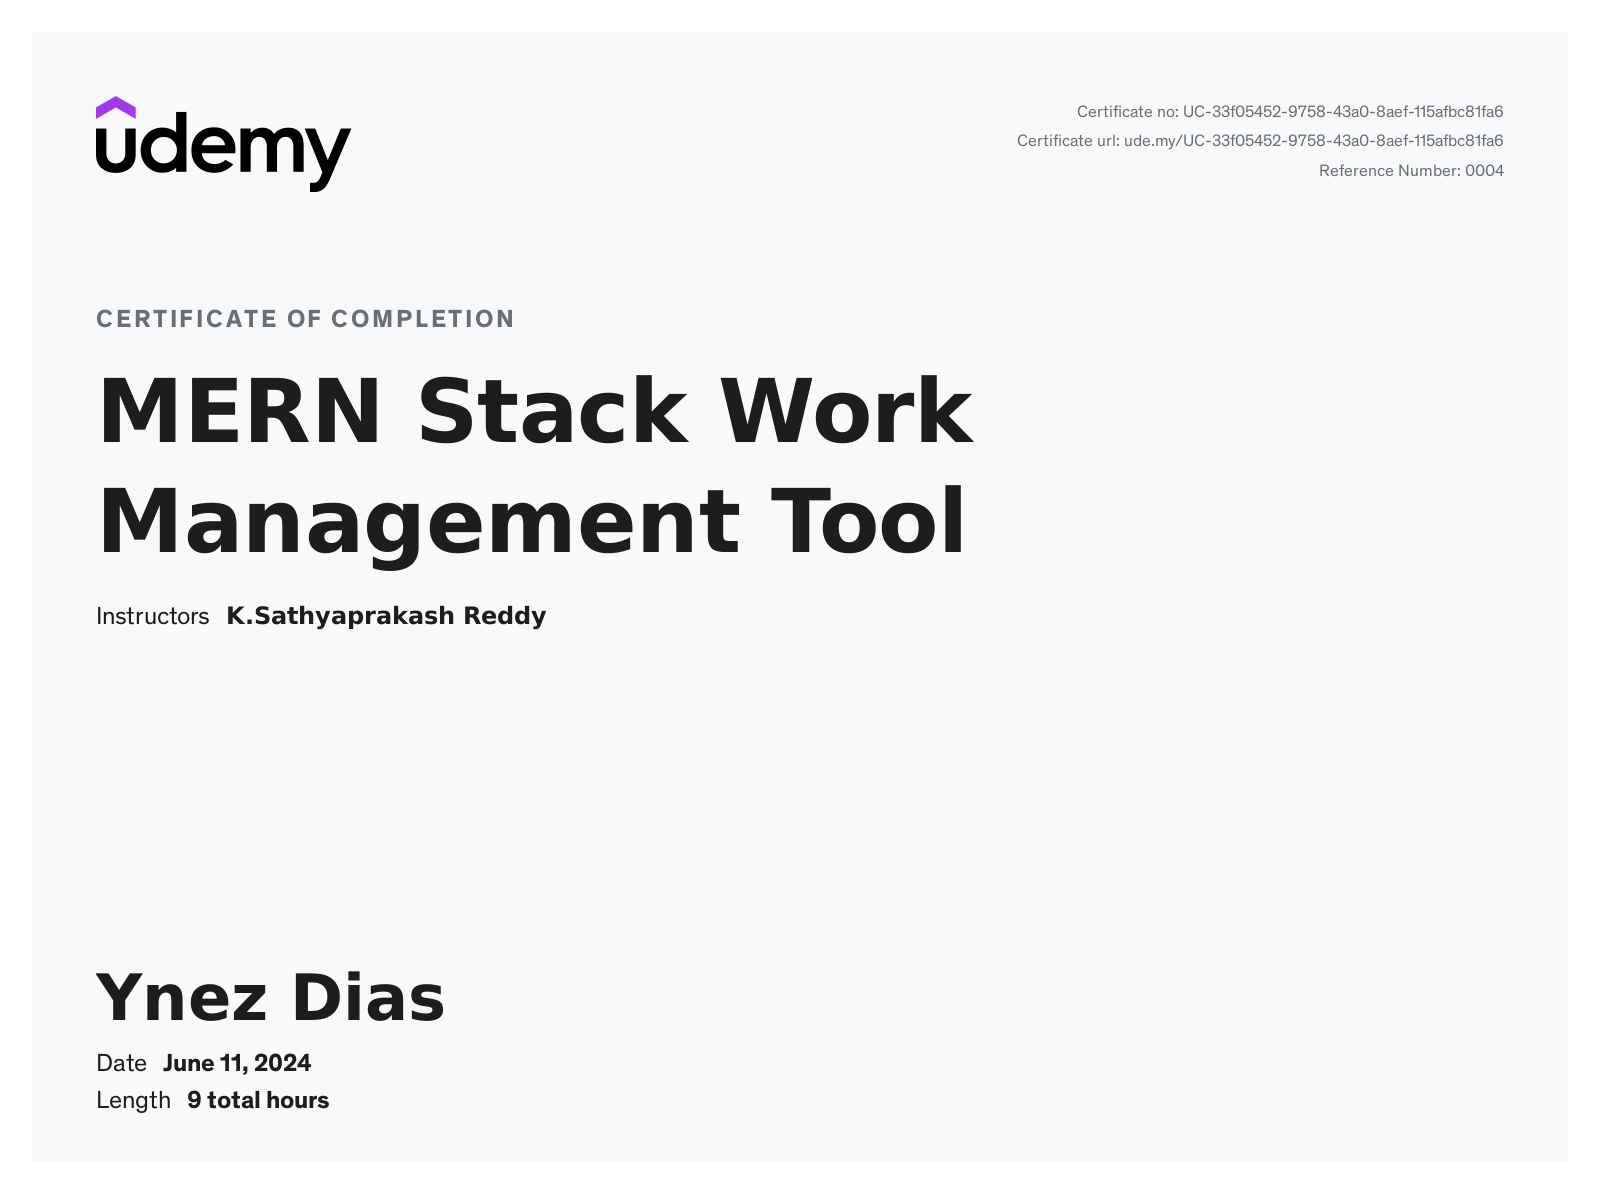 udemy
Certificate no: UC-33f05452-9758-43a0-8aef-115afbc81fa6
Certificate url: ude.my/UC-33f05452-9758-43a0-8aef-115afbc81fa6
Reference Number: 0004
CERTIFICATE OF COMPLETION
MERN Stack Work
Management Tool
Instructors K.Sathyaprakash Reddy
Ynez Dias
Date June 11, 2024
Length 9 total hours